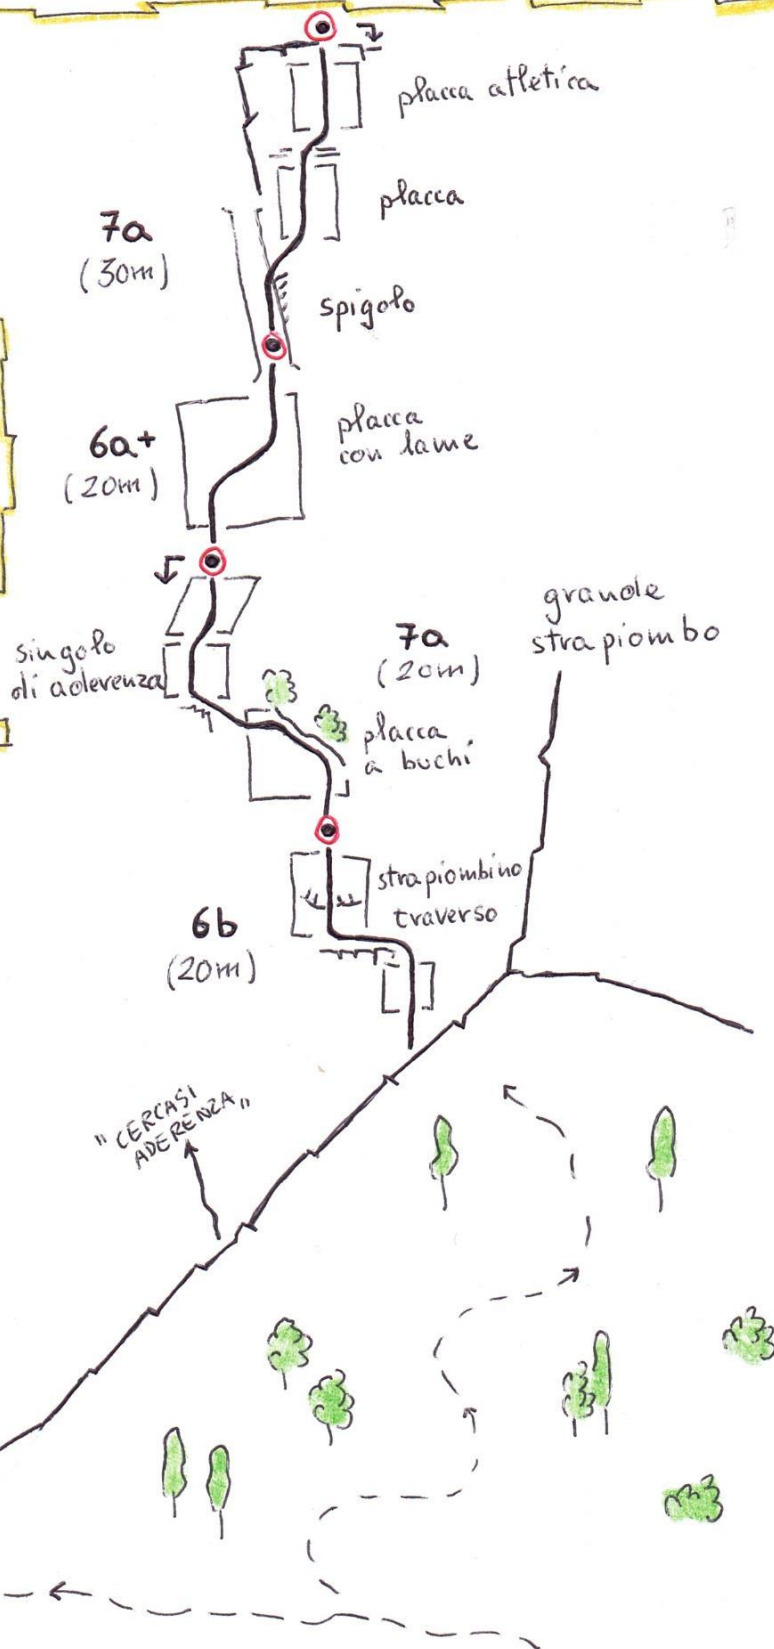 placca atletica
placca
7a
(30m)
spigolo
6a+
(20m)
placca
con lame
grande
strapiombo
singolo
di aderenza
7a
(20m)
placca
a buchi
strapiombino
traverso
6b
(20m)
"CERCASI
ADERENZA"